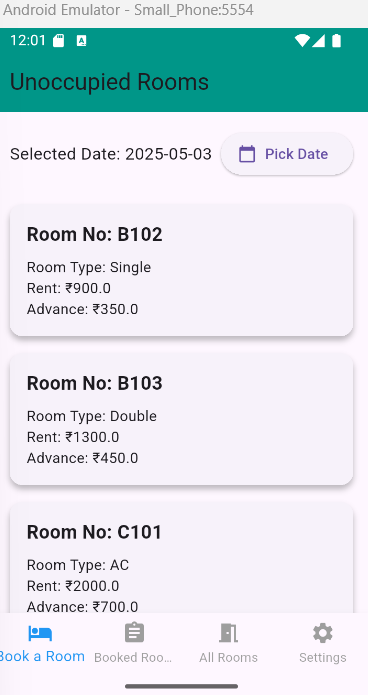 Android Emulator - Small_Phone:5554
12:01
Unoccupied Rooms
Selected Date: 2025-05-03 Pick Date
Room No: B102
Room Type: Single
Rent: ₹900.0
Advance: ₹350.0
Room No: B103
Room Type: Double
Rent: ₹1300.0
Advance: ₹450.0
Room No: C101
Room Type: AC
Rent: ₹2000.0
Advance: ₹700.0
Book a Room Booked Roo... All Rooms Settings